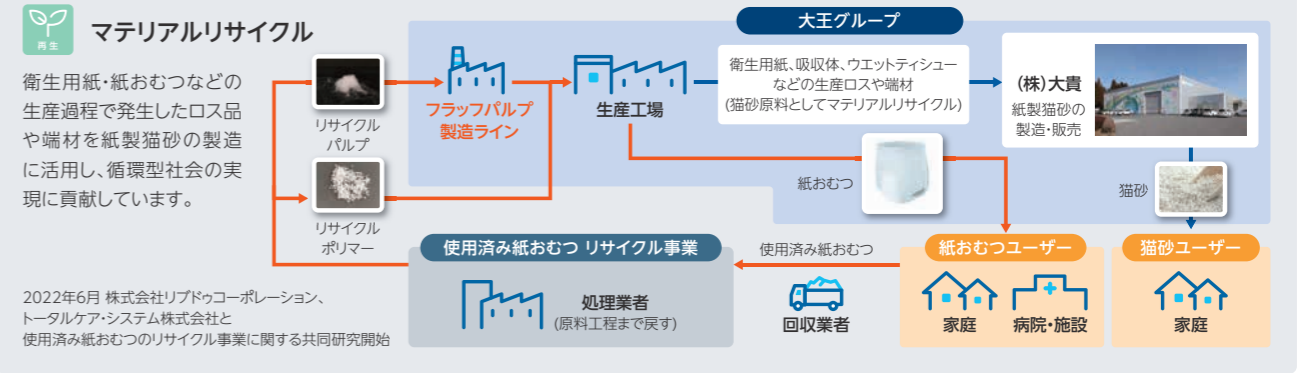 再生
マテリアルリサイクル
衛生用紙・紙おむつなどの
生産過程で発生したロス品
や端材を紙製猫砂の製造
に活用し、循環型社会の実
現に貢献しています。
2022年6月 株式会社リブドゥコーポレーション、
トータルケア・システム株式会社と
使用済み紙おむつのリサイクル事業に関する共同研究開始
リサイクル
パルプ
リサイクル
ポリマー
大王グループ
フラッフパルプ
製造ライン
生産工場
衛生用紙、吸収体、ウエットティシュー
などの生産ロスや端材
(猫砂原料としてマテリアルリサイクル)
(株)大貴
紙製猫砂の
製造・販売
紙おむつ
猫砂
使用済み紙おむつ リサイクル事業
処理業者
(原料工程まで戻す)
使用済み紙おむつ
回収業者
紙おむつユーザー
家庭
病院・施設
猫砂ユーザー
家庭